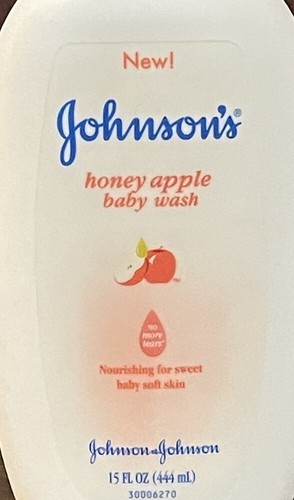 New!
Johnson's®
honey apple
baby wash
TM
no
more
tears®
Nourishing for sweet
baby soft skin
Johnson & Johnson
15 FL OZ (444 mL)
30006270